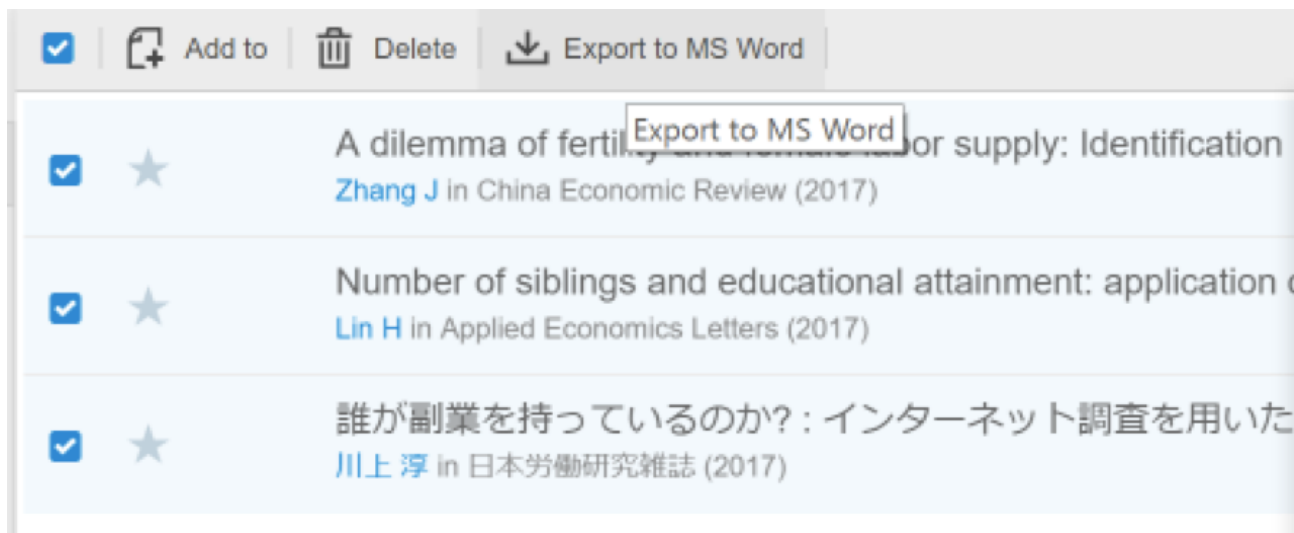 Add to Delete Export to MS Word
Export to MS Word
A dilemma of fertility and female labor supply: Identification
Zhang J in China Economic Review (2017)
Number of siblings and educational attainment: application
Lin H in Applied Economics Letters (2017)
誰が副業を持っているのか? : インターネット調査を用いた
川上 淳 in 日本労働研究雑誌 (2017)